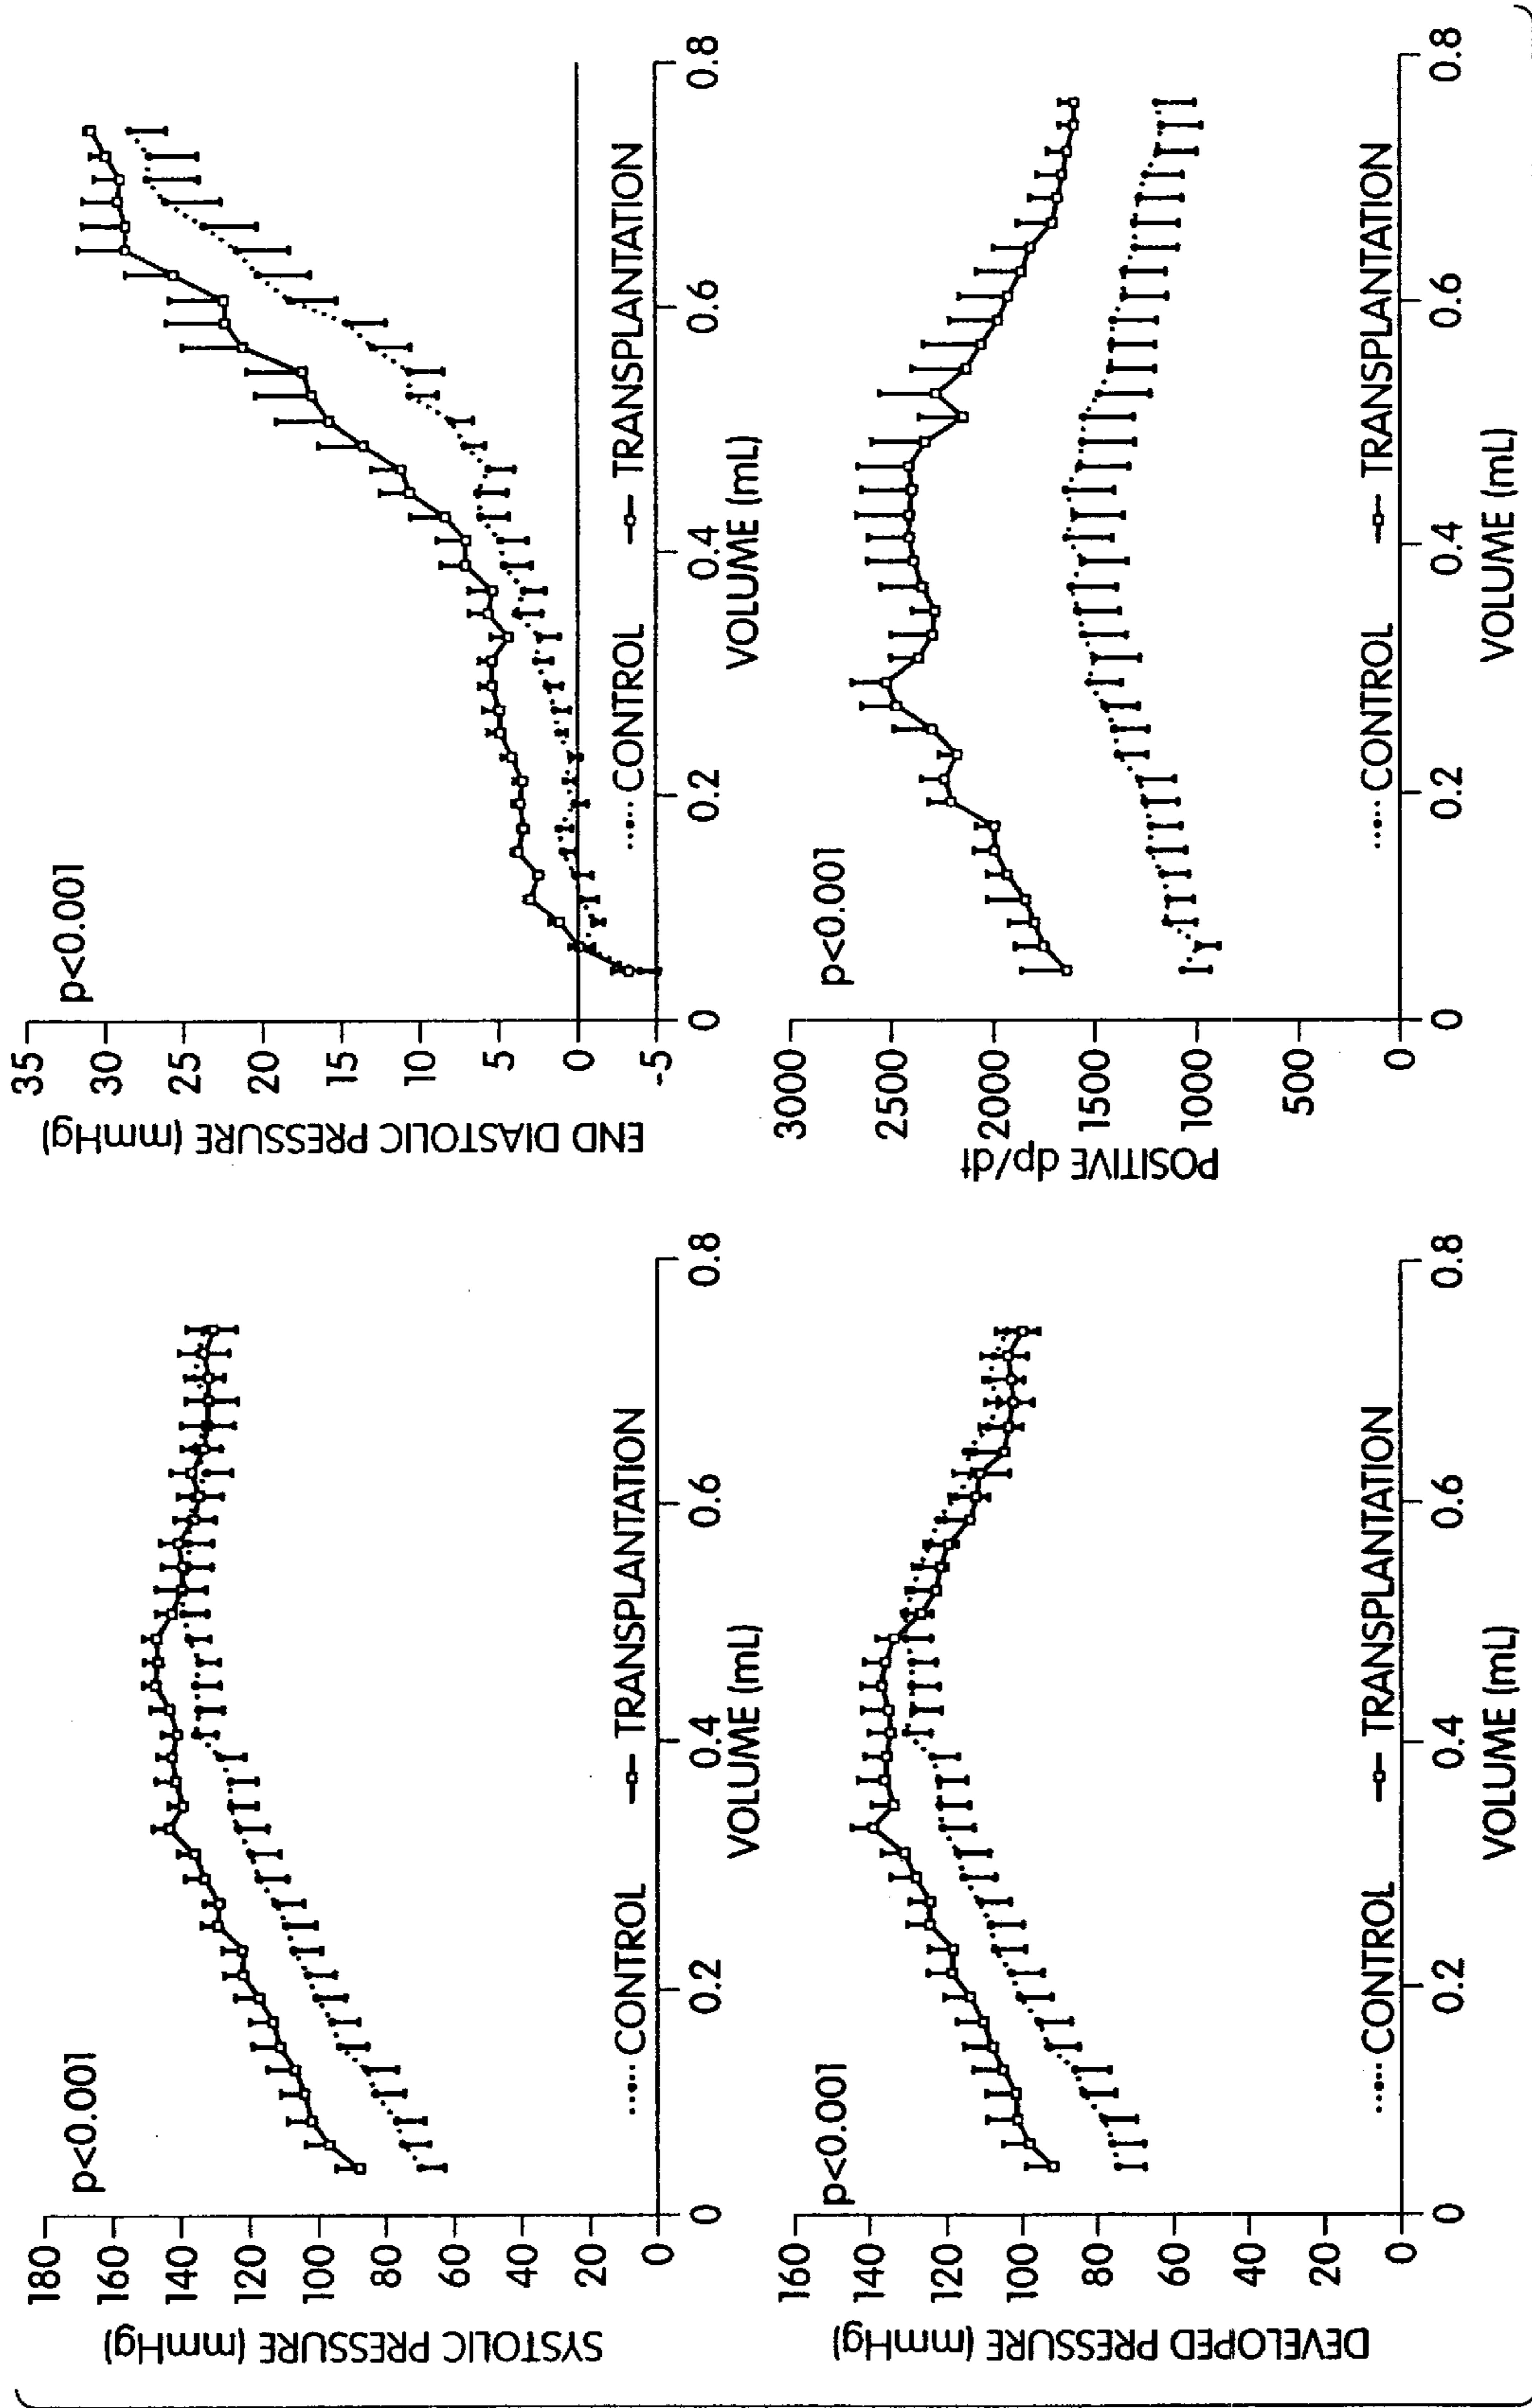 SYSTOLIC PRESSURE (mmHg)
180
160
140
120
100
80
60
40
20
0
p<0.001
CONTROL
TRANSPLANTATION
0 0.2 0.4 0.6 0.8
VOLUME (mL)
END DIASTOLIC PRESSURE (mmHg)
35
30
25
20
15
10
5
0
-5
p<0.001
CONTROL
TRANSPLANTATION
0 0.2 0.4 0.6 0.8
VOLUME (mL)
DEVELOPED PRESSURE (mmHg)
160
140
120
100
80
60
40
20
0
p<0.001
CONTROL
TRANSPLANTATION
0 0.2 0.4 0.6 0.8
VOLUME (mL)
POSITIVE dp/dt
3000
2500
2000
1500
1000
500
0
p<0.001
CONTROL
TRANSPLANTATION
0 0.2 0.4 0.6 0.8
VOLUME (mL)